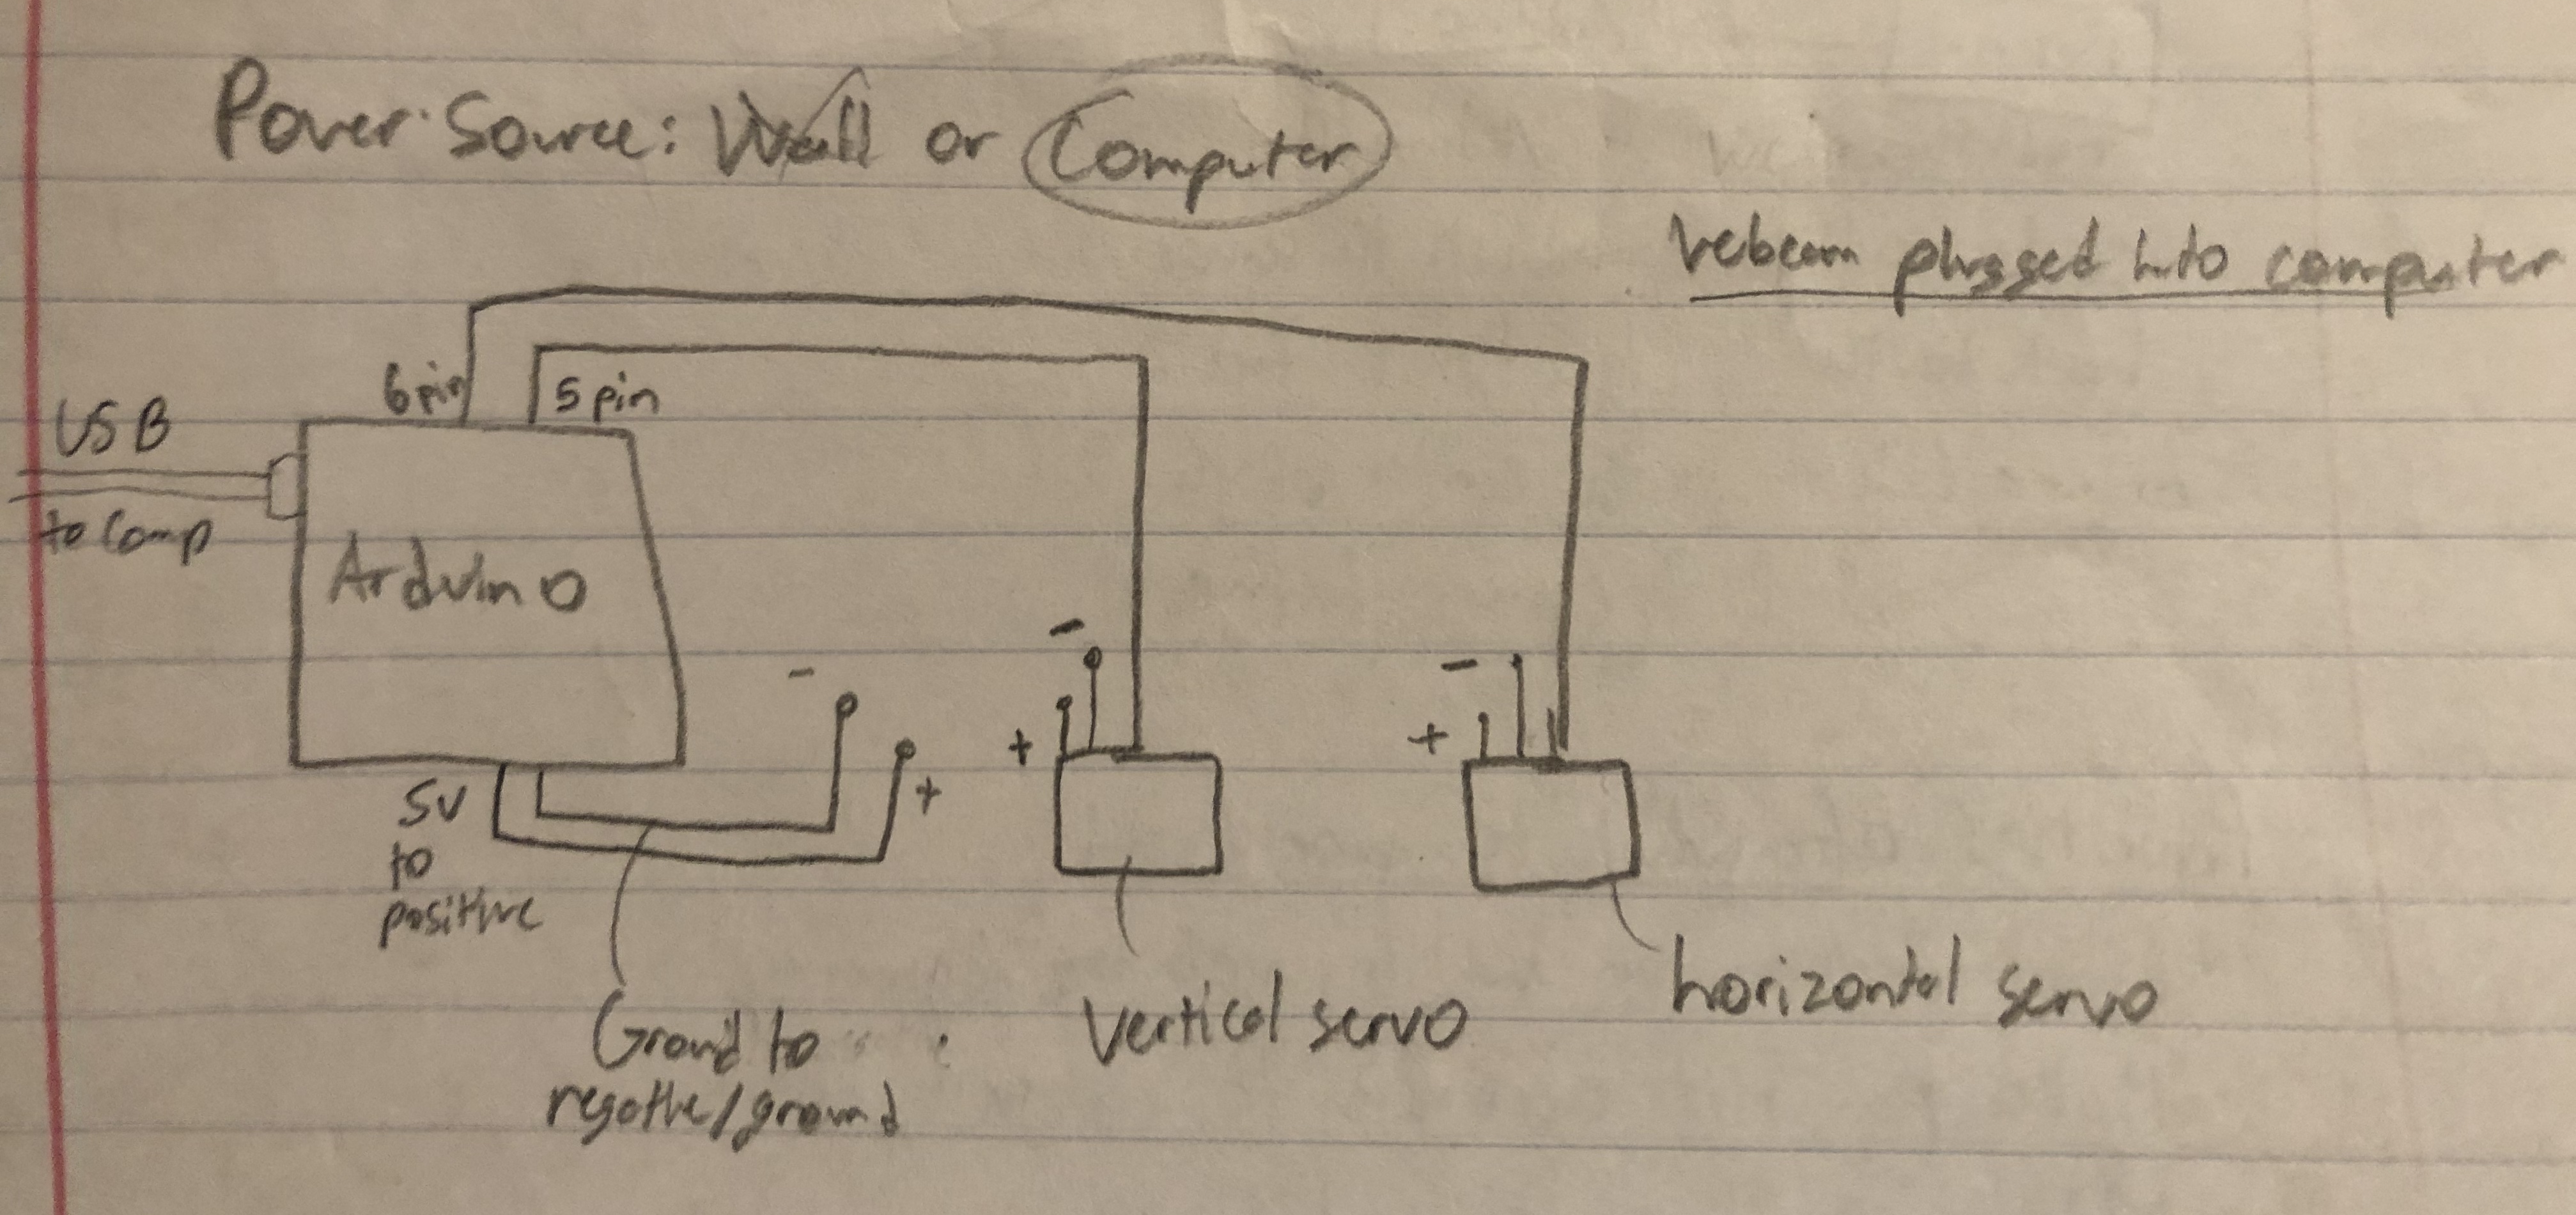 Power Source: Wall or Computer
Webcam plugged into computer
6 pin
5 pin
USB
to Comp
Arduino
-
+
-
+
-
+
5V
to
positive
Ground to
negative/ground
Vertical servo
horizontal servo